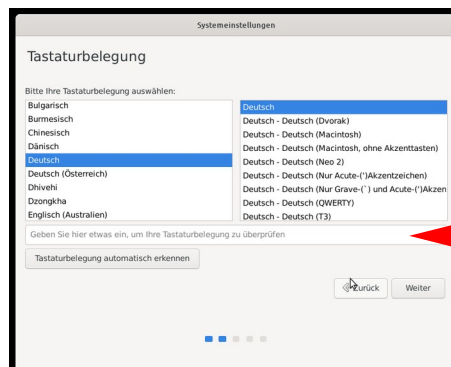 Systemeinstellungen
Tastaturbelegung
Bitte Ihre Tastaturbelegung auswählen:
Bulgarisch
Burmesisch
Chinesisch
Dänisch
Deutsch
Deutsch (Österreich)
Dhivehi
Dzongkha
Englisch (Australien)
Deutsch
Deutsch - Deutsch (Dvorak)
Deutsch - Deutsch (Macintosh)
Deutsch - Deutsch (Macintosh, ohne Akzenttasten)
Deutsch - Deutsch (Neo 2)
Deutsch - Deutsch (Nur Acute-(')Akzentzeichen)
Deutsch - Deutsch (Nur Grave-(`) und Acute-(')Akzen
Deutsch - Deutsch (QWERTY)
Deutsch - Deutsch (T3)
Geben Sie hier etwas ein, um Ihre Tastaturbelegung zu überprüfen
Tastaturbelegung automatisch erkennen
Zurück
Weiter